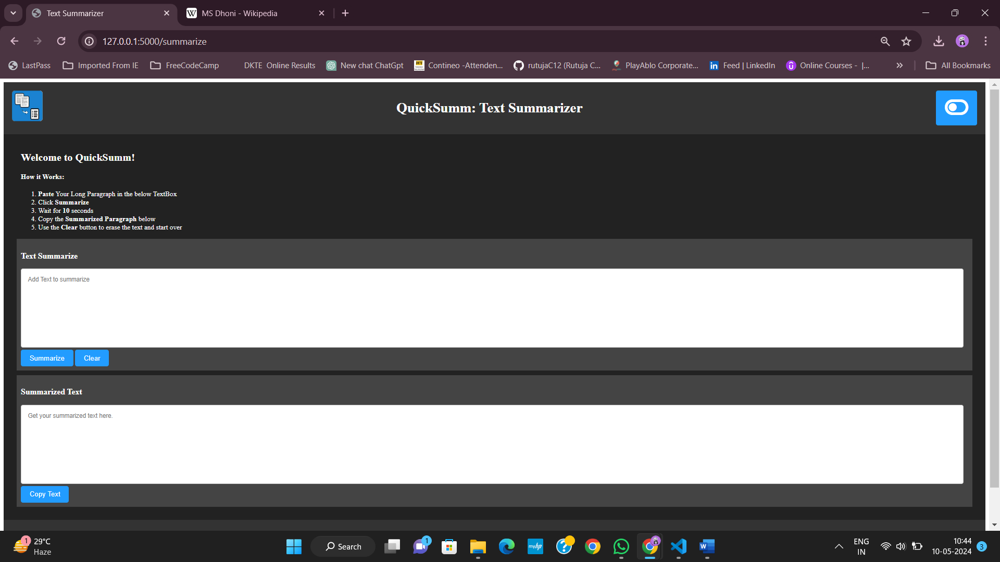 Text Summarizer
MS Dhoni - Wikipedia
127.0.0.1:5000/summarize
LastPass
Imported From IE
FreeCodeCamp
DKTE Online Results
New chat ChatGpt
Contineo -Attenden...
rutujaC12 (Rutuja C...
PlayAblo Corporate...
Feed | LinkedIn
Online Courses - |...
All Bookmarks
QuickSumm: Text Summarizer
Welcome to QuickSumm!
How it Works:
1. Paste Your Long Paragraph in the below TextBox
2. Click Summarize
3. Wait for 10 seconds
4. Copy the Summarized Paragraph below
5. Use the Clear button to erase the text and start over
Text Summarize
Add Text to summarize
Summarize
Clear
Summarized Text
Get your summarized text here.
Copy Text
1
29°C
Haze
Search
1
myhp
ENG
IN
10:44
10-05-2024
3